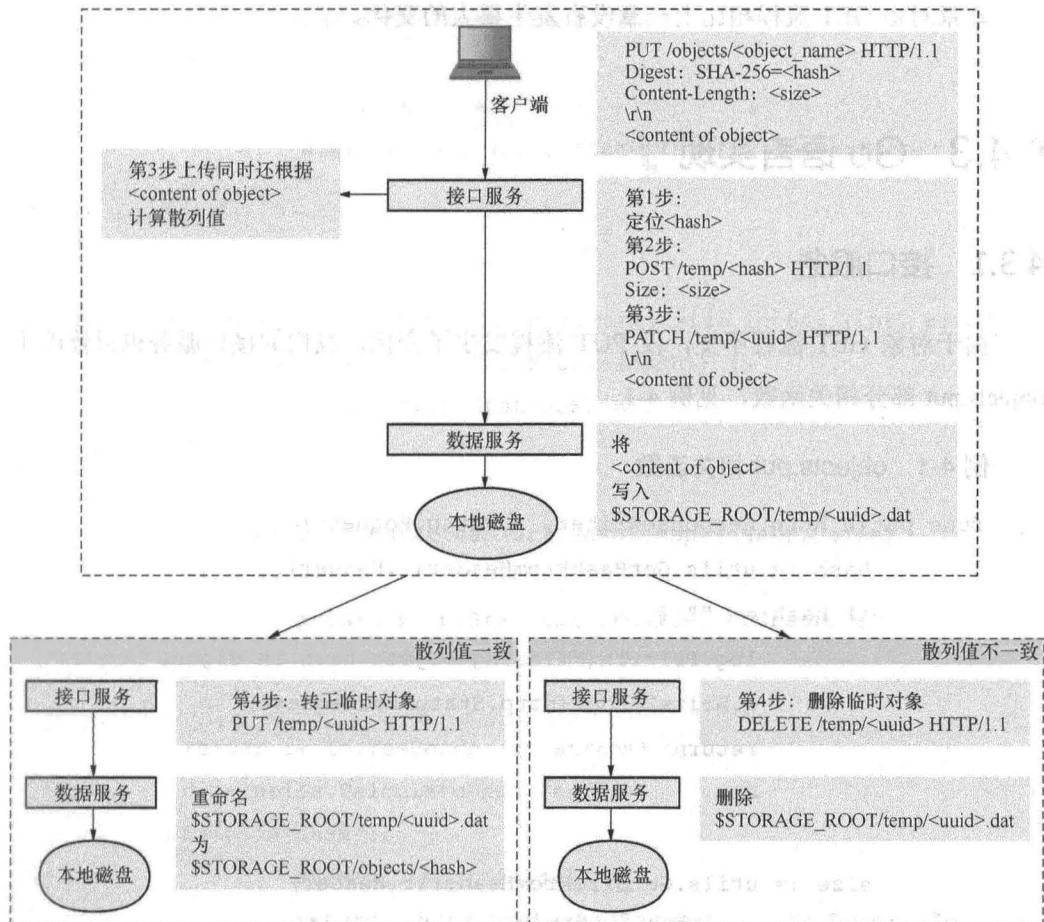 PUT /objects/<object_name> HTTP/1.1
Digest: SHA-256=<hash>
Content-Length: <size>
\r\n
<content of object>
客户端
第3步上传同时还根据
<content of object>
计算散列值
接口服务
第1步:
定位<hash>
第2步:
POST /temp/<hash> HTTP/1.1
Size: <size>
第3步:
PATCH /temp/<uuid> HTTP/1.1
\r\n
<content of object>
数据服务
将
<content of object>
写入
$STORAGE_ROOT/temp/<uuid>.dat
本地磁盘
散列值一致
接口服务
第4步: 转正临时对象
PUT /temp/<uuid> HTTP/1.1
数据服务
重命名
$STORAGE_ROOT/temp/<uuid>.dat
为
$STORAGE_ROOT/objects/<hash>
本地磁盘
散列值不一致
接口服务
第4步: 删除临时对象
DELETE /temp/<uuid> HTTP/1.1
数据服务
删除
$STORAGE_ROOT/temp/<uuid>.dat
本地磁盘